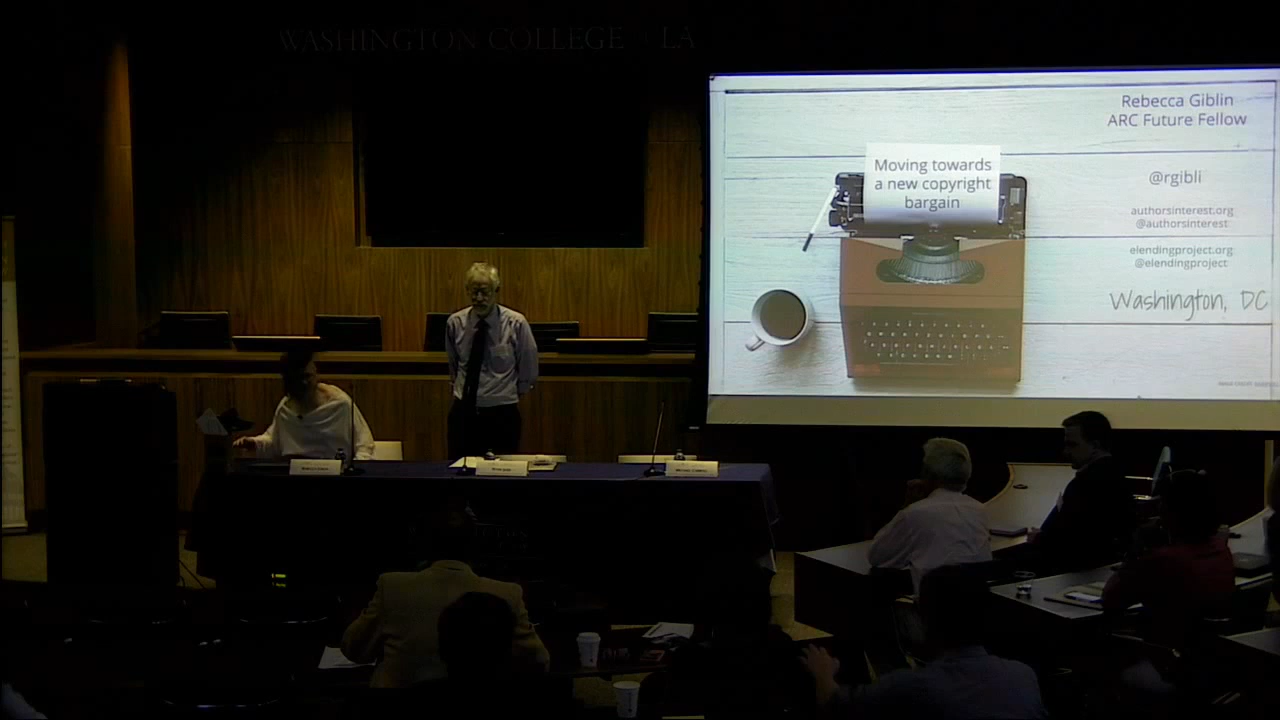 WASHINGTON COLLEGE LA
Rebecca Giblin
ARC Future Fellow
Moving towards
a new copyright
bargain
@rgibli
authorsinterest.org
@authorsinterest
elendingproject.org
@elendingproject
Washington, DC